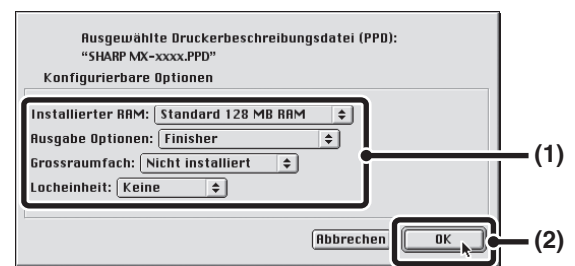 Ausgewählte Druckerbeschreibungsdatei (PPD):
“SHARP MX-xxxx.PPD”
Konfigurierbare Optionen
Installierter RAM: Standard 128 MB RAM
Ausgabe Optionen: Finisher
Grossraumfach: Nicht installiert
Locheinheit: Keine
(1)
Abbrechen OK
(2)